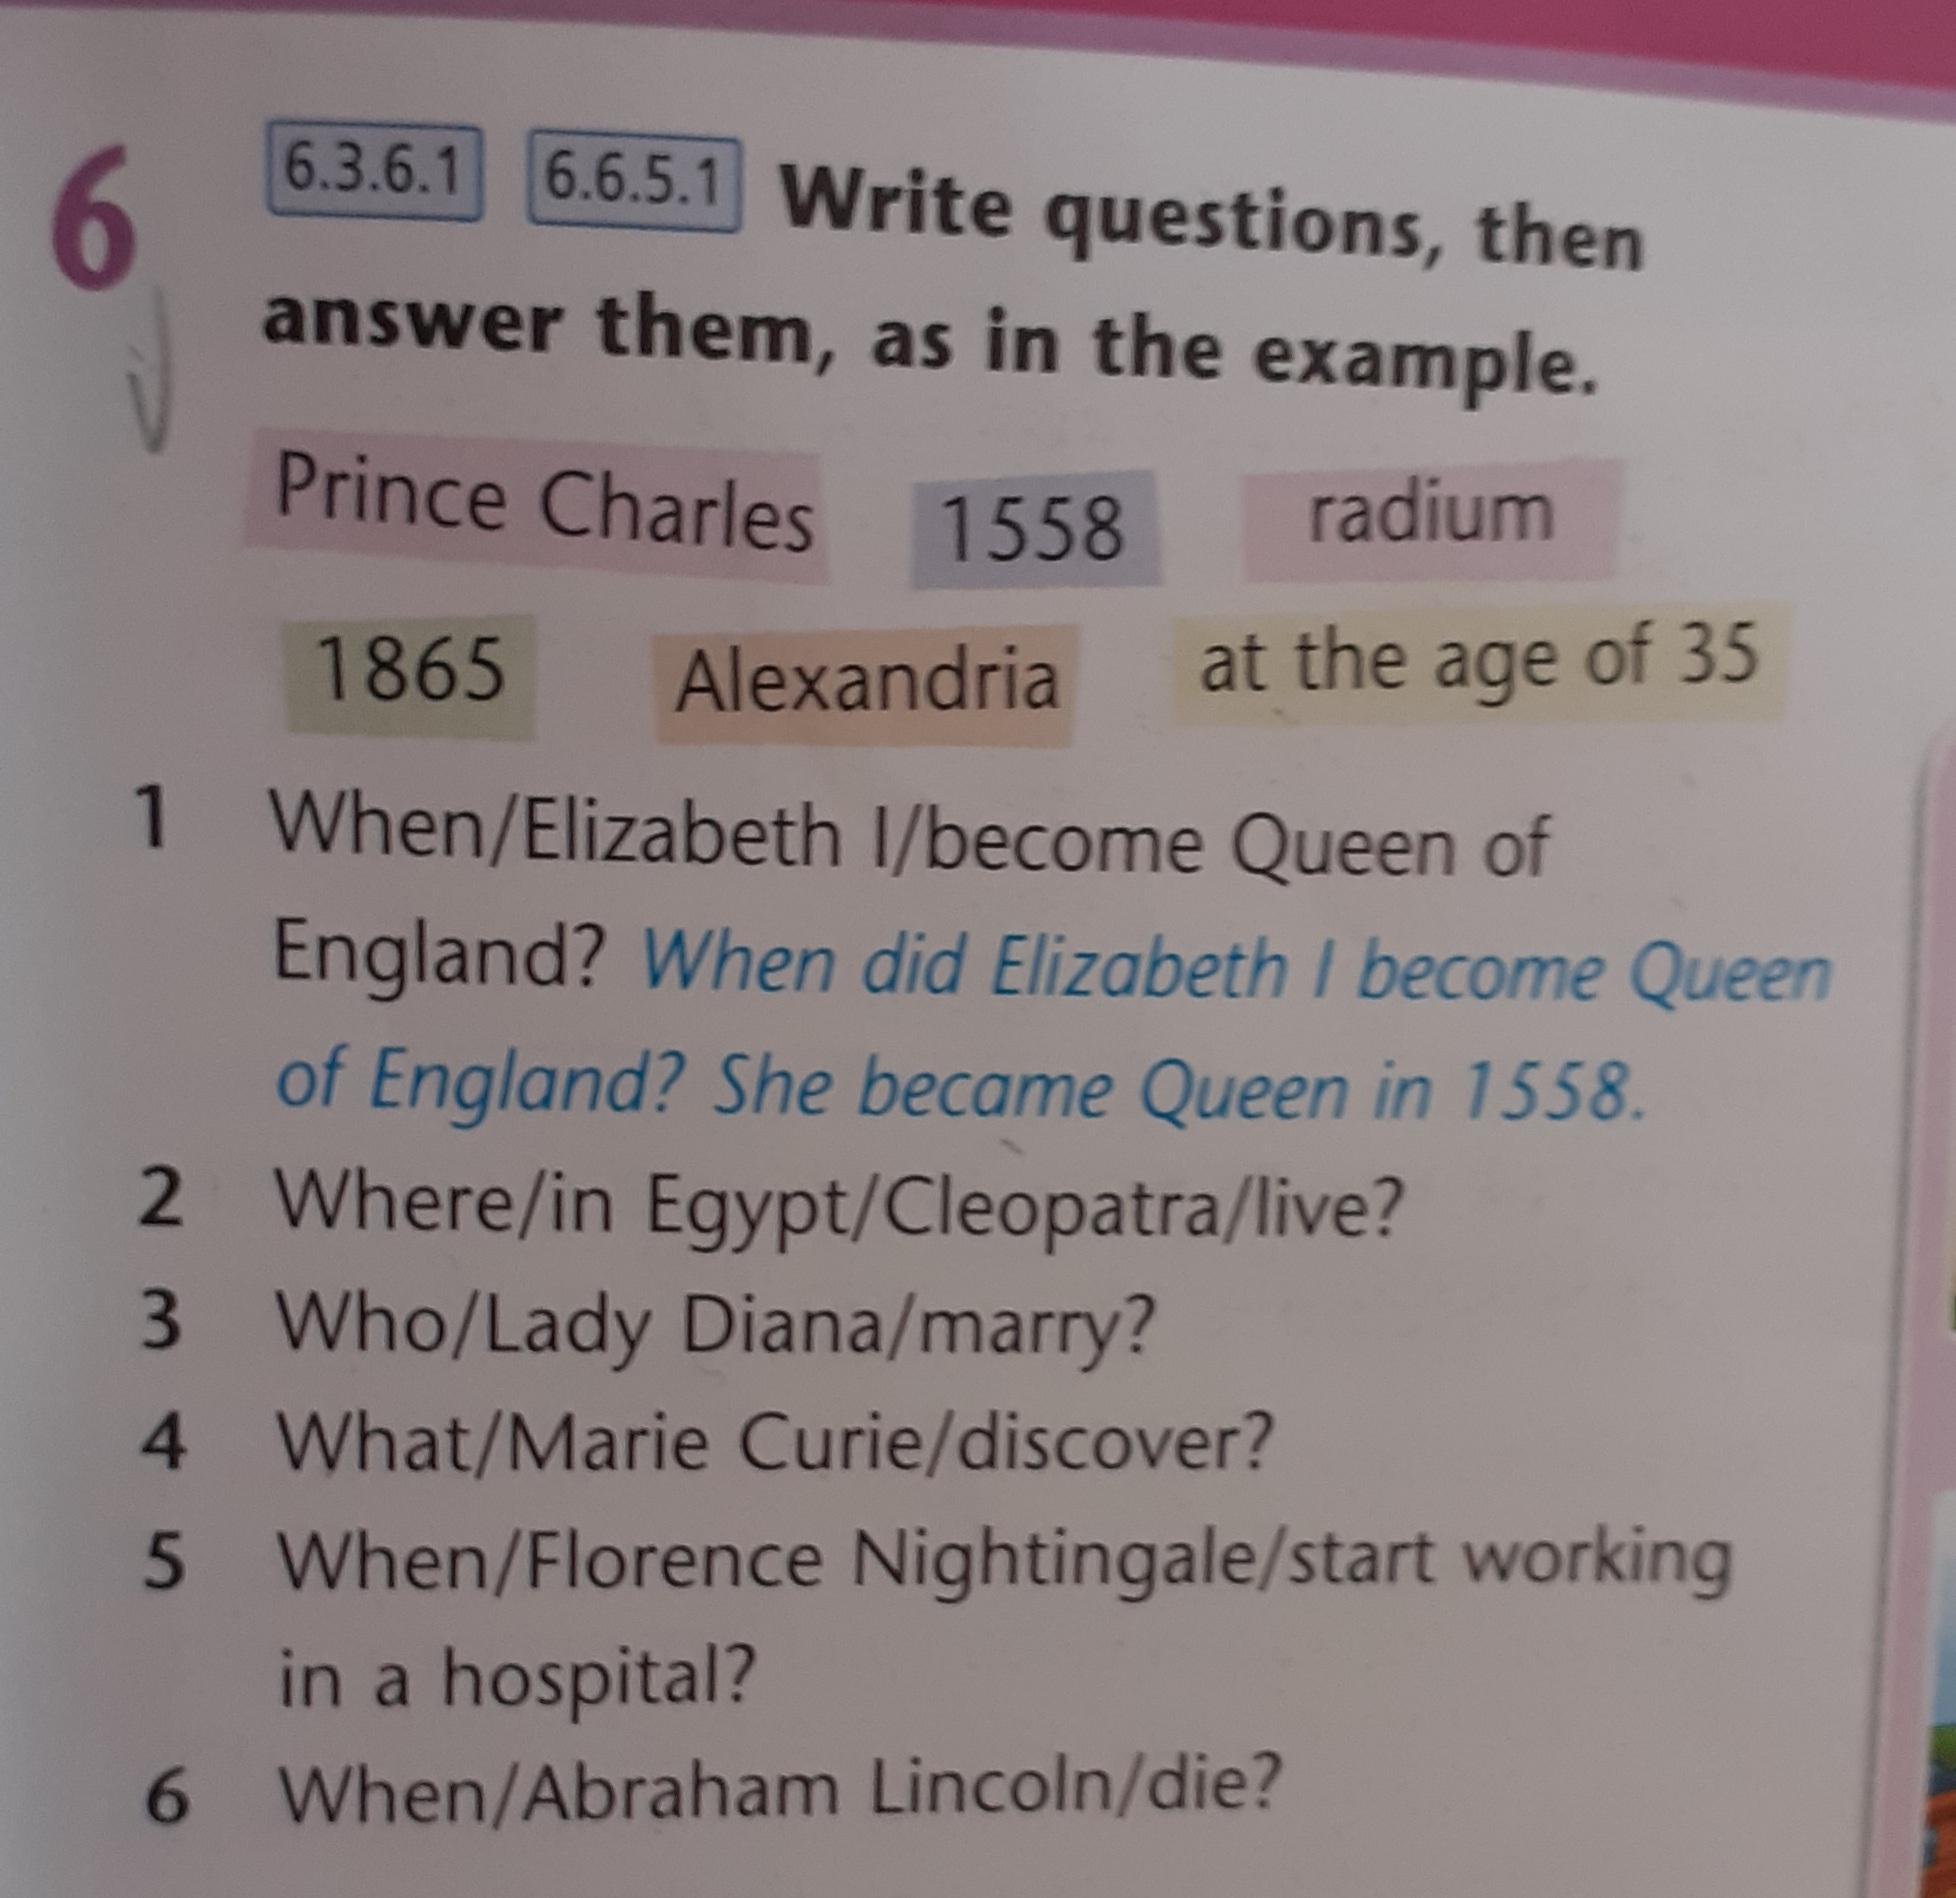 6 6.3.6.1 6.6.5.1 Write questions, then
answer them, as in the example.
Prince Charles 1558 radium
1865 Alexandria at the age of 35
1 When/Elizabeth I/become Queen of
England? When did Elizabeth I become Queen
of England? She became Queen in 1558.
2 Where/in Egypt/Cleopatra/live?
3 Who/Lady Diana/marry?
4 What/Marie Curie/discover?
5 When/Florence Nightingale/start working
in a hospital?
6 When/Abraham Lincoln/die?